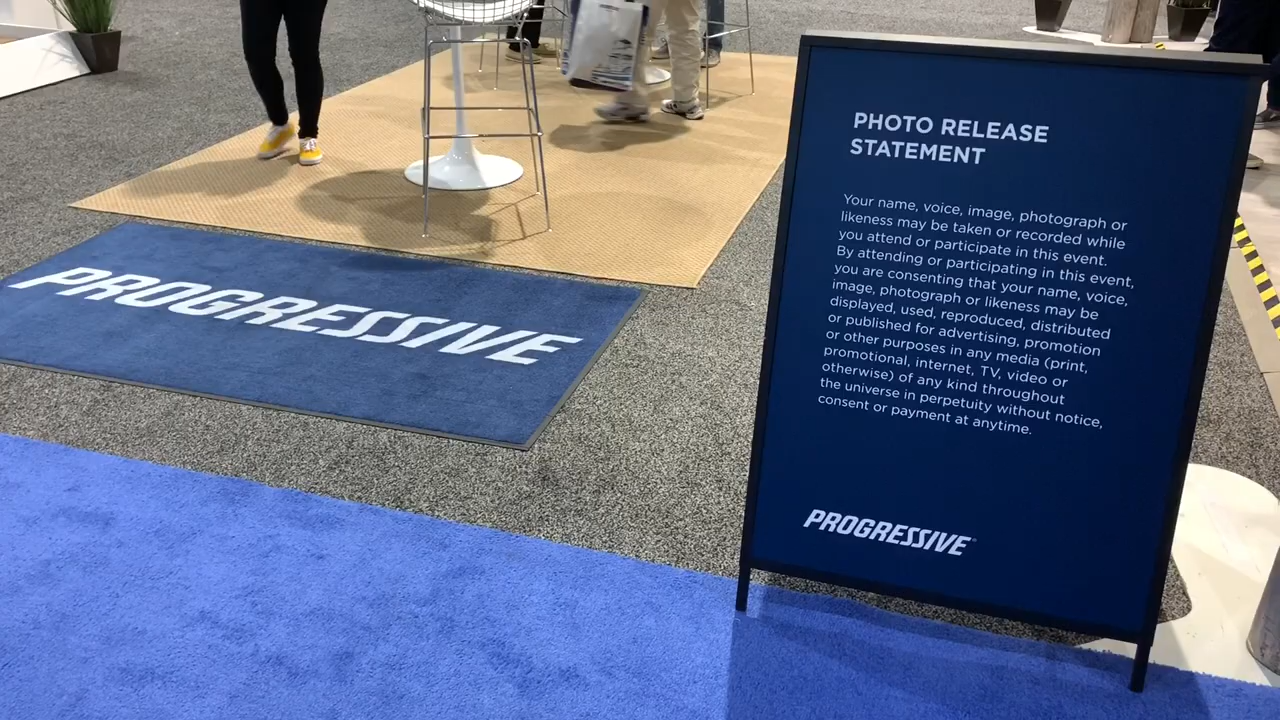 PROGRESSIVE
PHOTO RELEASE
STATEMENT
Your name, voice, image, photograph or
likeness may be taken or recorded while
you attend or participate in this event.
By attending or participating in this event,
you are consenting that your name, voice,
image, photograph or likeness may be
displayed, used, reproduced, distributed
or published for advertising, promotion
or other purposes in any media (print,
promotional, internet, TV, video or
otherwise) of any kind throughout
the universe in perpetuity without notice,
consent or payment at anytime.
PROGRESSIVE